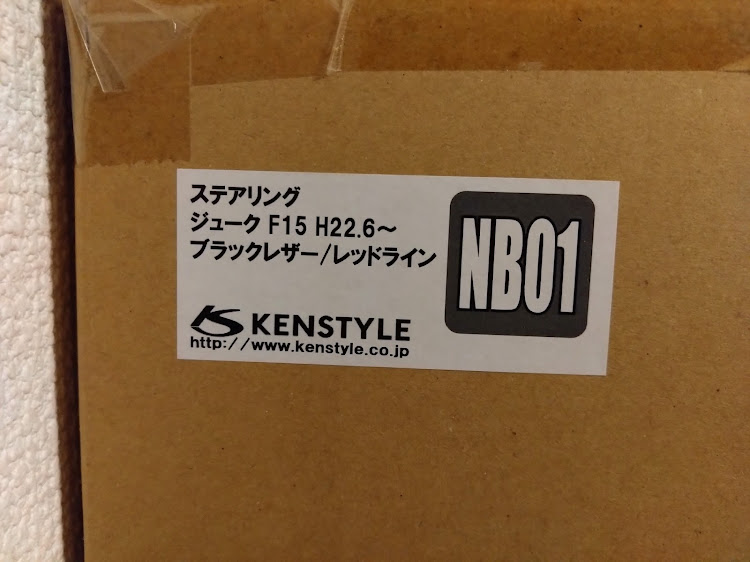 ステアリング
ジューク F15 H22.6～
ブラックレザー/レッドライン
NB01
KS KENSTYLE
http://www.kenstyle.co.jp